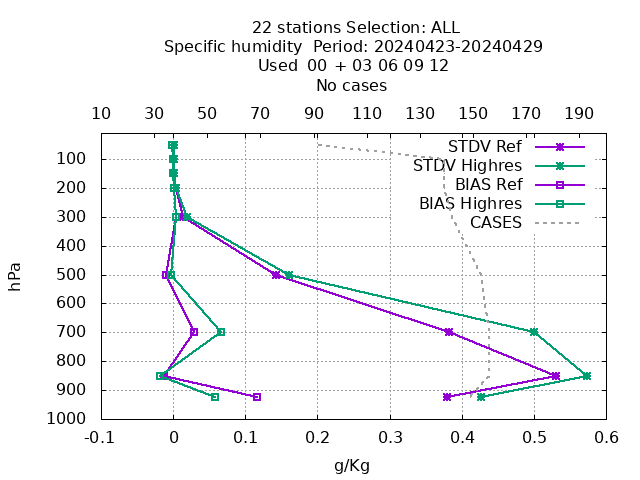 22 stations Selection: ALL
Specific humidity  Period: 20240423-20240429
Used  00 + 03 06 09 12
No cases
10 30 50 70 90 110 130 150 170 190
STDV Ref
STDV Highres
BIAS Ref
BIAS Highres
CASES
100
200
300
400
500
600
700
800
900
1000
hPa
-0.1 0 0.1 0.2 0.3 0.4 0.5 0.6
g/Kg